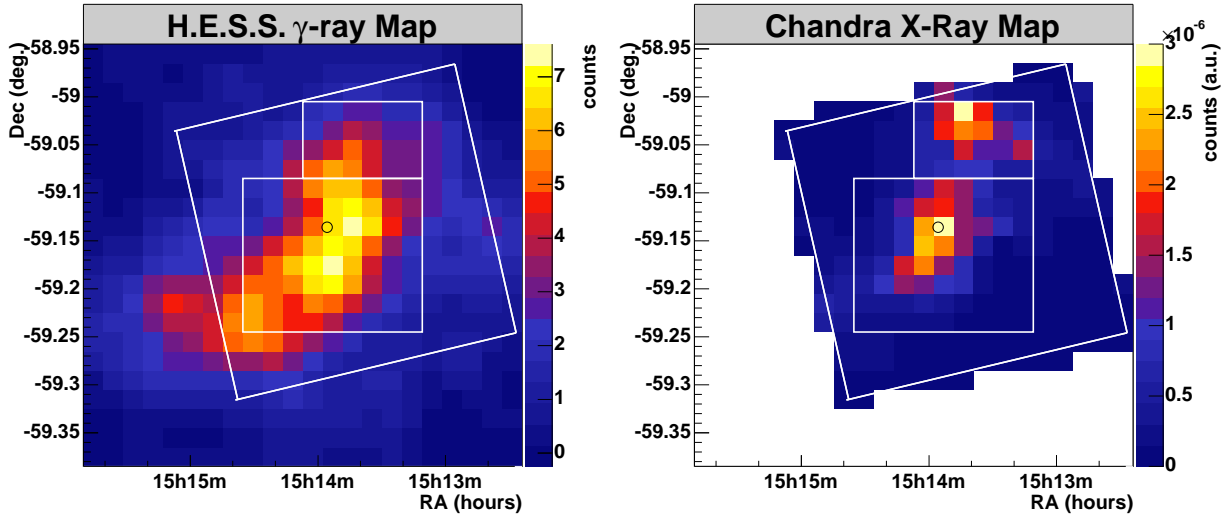 H.E.S.S. γ-ray Map
Dec (deg.)
-58.95
-59
-59.05
-59.1
-59.15
-59.2
-59.25
-59.3
-59.35
15h15m
15h14m
15h13m
RA (hours)
counts
7
6
5
4
3
2
1
0
Chandra X-Ray Map
Dec (deg.)
-58.95
-59
-59.05
-59.1
-59.15
-59.2
-59.25
-59.3
-59.35
15h15m
15h14m
15h13m
RA (hours)
×10⁻⁶
counts (a.u.)
3
2.5
2
1.5
1
0.5
0